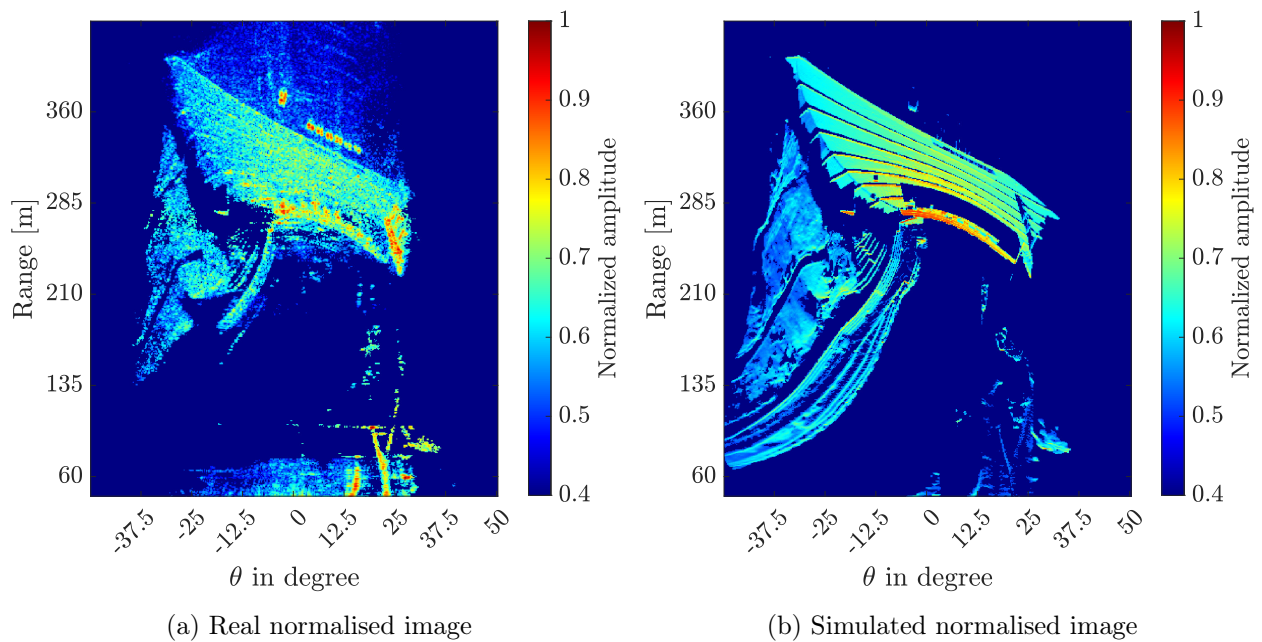 1
0.9
0.8
0.7
0.6
0.5
0.4
Normalized amplitude
360
285
210
135
60
Range [m]
-37.5 -25 -12.5 0 12.5 25 37.5 50
θ in degree
(a) Real normalised image
1
0.9
0.8
0.7
0.6
0.5
0.4
Normalized amplitude
360
285
210
135
60
Range [m]
-37.5 -25 -12.5 0 12.5 25 37.5 50
θ in degree
(b) Simulated normalised image